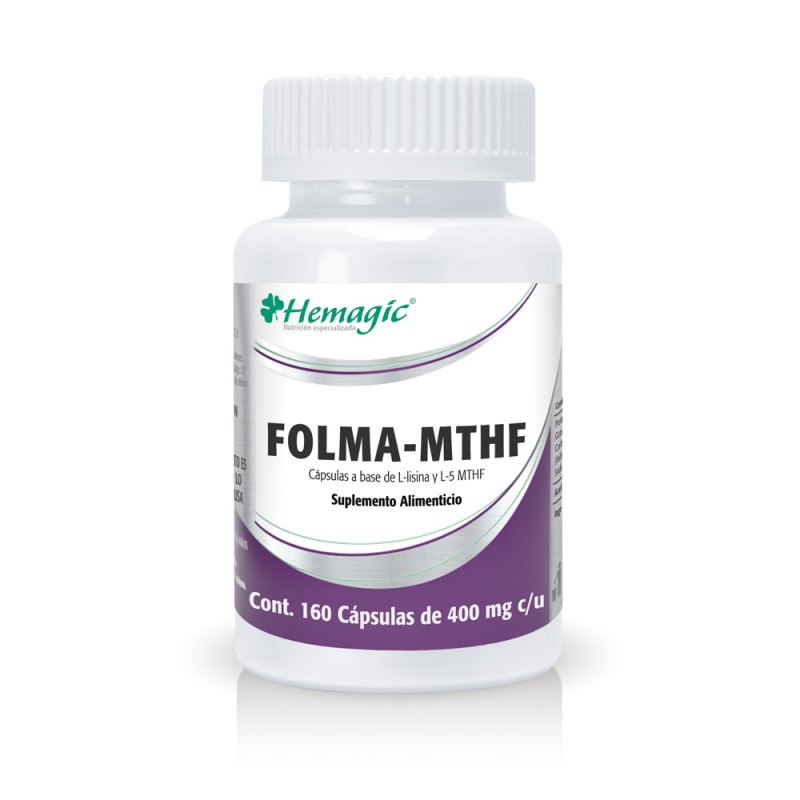 Hemagic®
Nutrición especializada
FOLMA-MTHF
Cápsulas a base de L-lisina y L-5 MTHF
Suplemento Alimenticio
Cont. 160 Cápsulas de 400 mg c/u